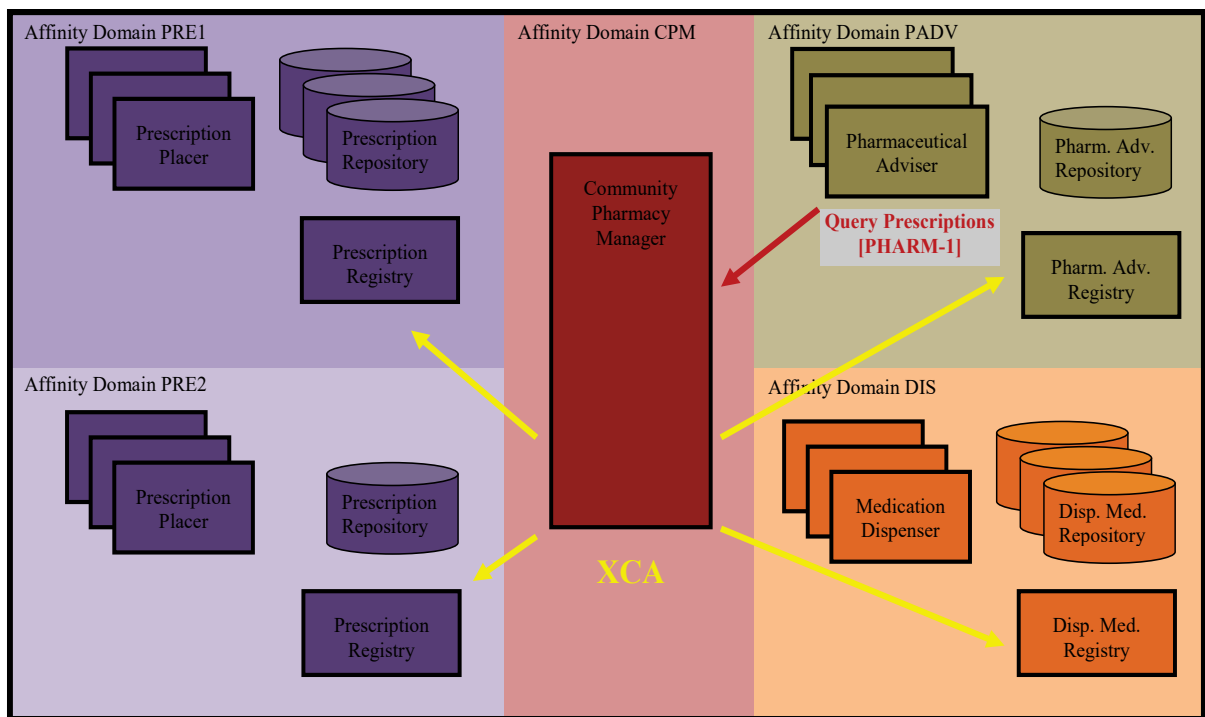 Affinity Domain PRE1
Prescription
Placer
Prescription
Repository
Prescription
Registry
Affinity Domain CPM
Community
Pharmacy
Manager
XCA
Affinity Domain PADV
Pharmaceutical
Adviser
Pharm. Adv.
Repository
Query Prescriptions
[PHARM-1]
Pharm. Adv.
Registry
Affinity Domain PRE2
Prescription
Placer
Prescription
Repository
Prescription
Registry
Affinity Domain DIS
Medication
Dispenser
Disp. Med.
Repository
Disp. Med.
Registry